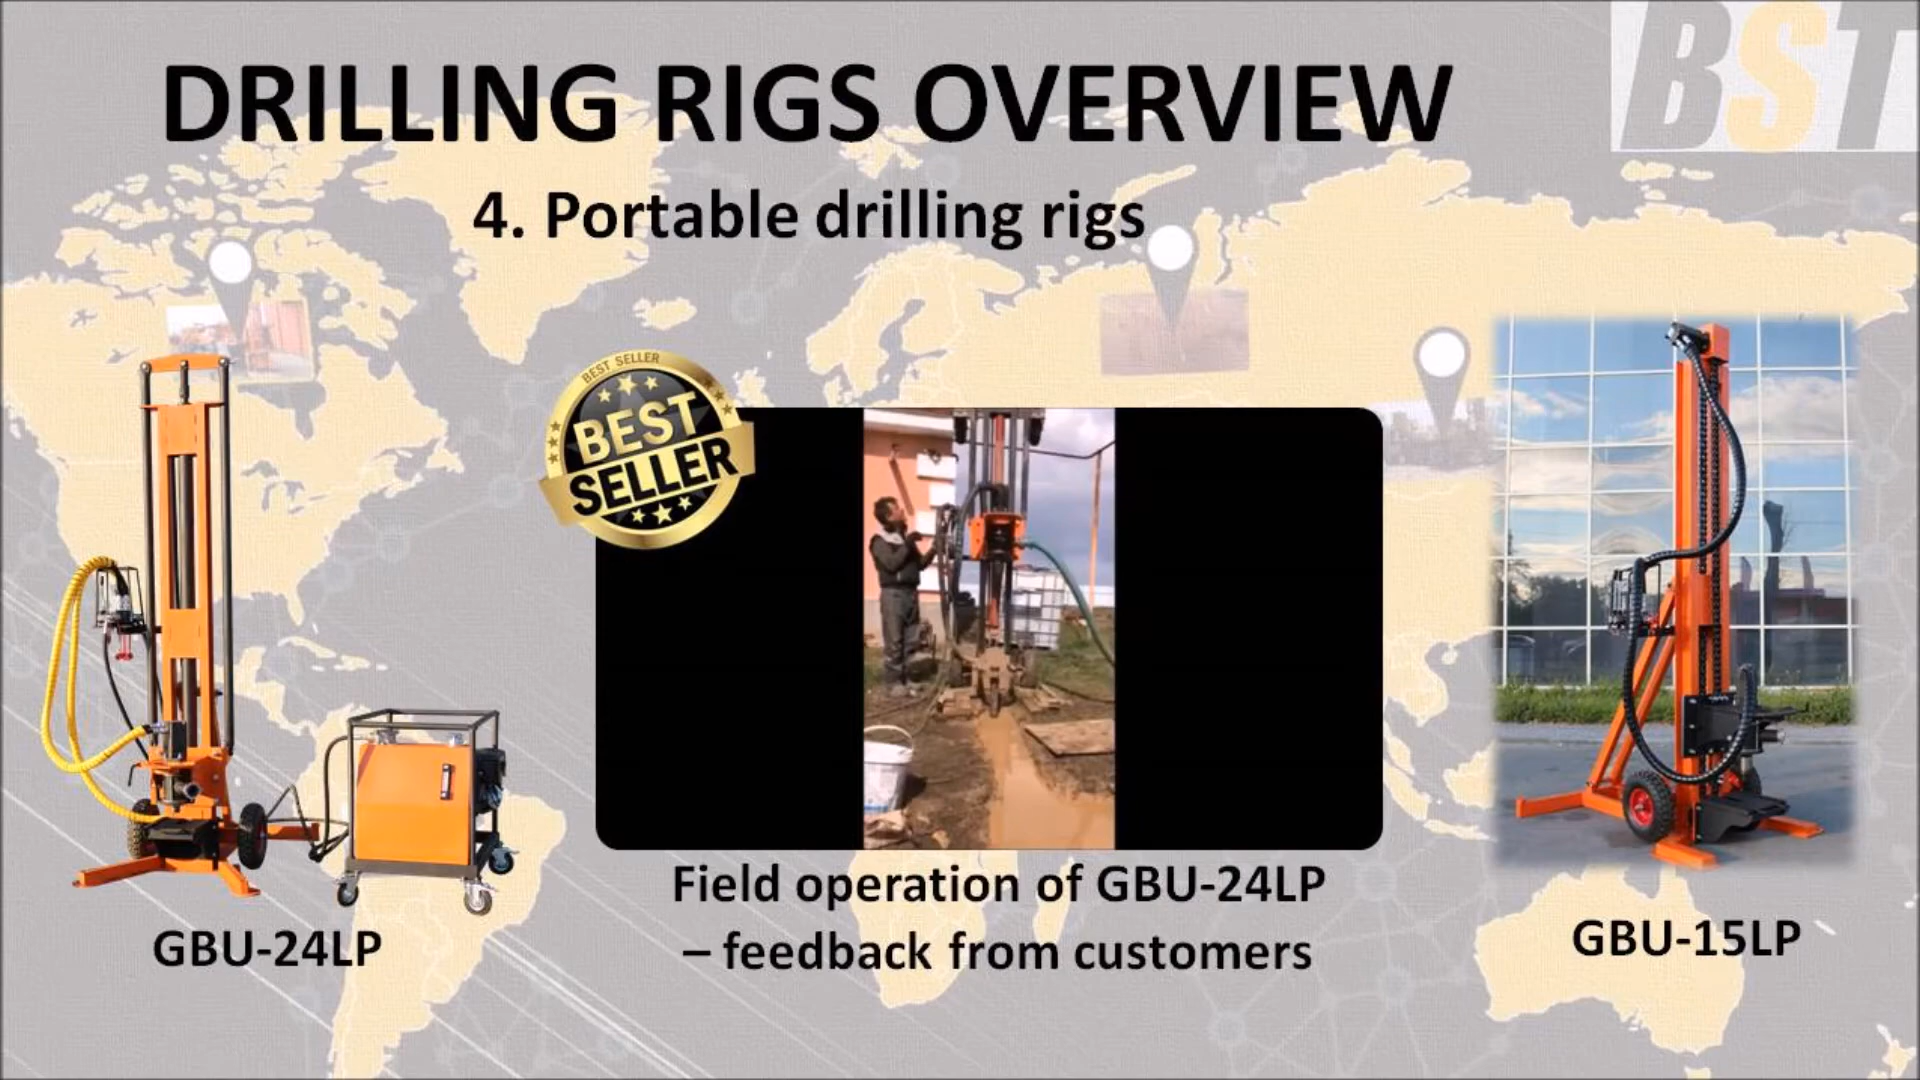 BST
DRILLING RIGS OVERVIEW
4. Portable drilling rigs
BEST SELLER
BEST
SELLER
Field operation of GBU-24LP
– feedback from customers
GBU-24LP
GBU-15LP